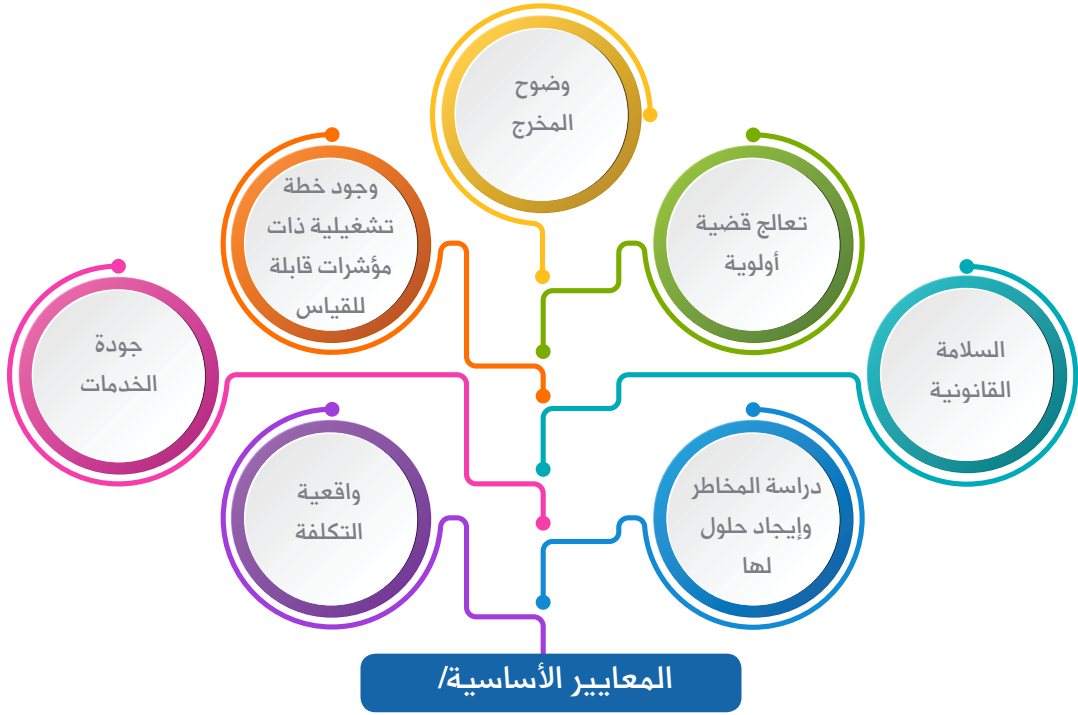 وضوح
المخرج
تعالج قضية
أولوية
وجود خطة
تشغيلية ذات
مؤشرات قابلة
للقياس
السلامة
القانونية
جودة
الخدمات
دراسة المخاطر
وإيجاد حلول
لها
واقعية
التكلفة
المعايير الأساسية/